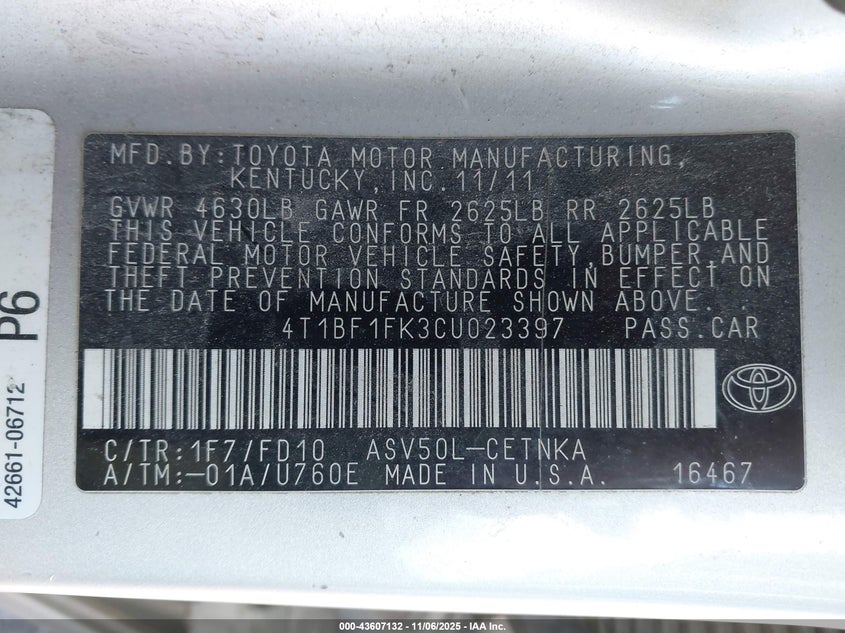 MFD.BY:TOYOTA MOTOR MANUFACTURING,
KENTUCKY,INC.11/11
GVWR 4630LB GAWR FR 2625LB RR 2625LB
THIS VEHICLE CONFORMS TO ALL APPLICABLE
FEDERAL MOTOR VEHICLE SAFETY,BUMPER,AND
THEFT PREVENTION STANDARDS IN EFFECT ON
THE DATE OF MANUFACTURE SHOWN ABOVE.
4T1BF1FK3CU023397 PASS.CAR
C/TR:1F7/FD10 ASV50L-CETNKA
A/TM:-01A/U760E MADE IN U.S.A. 16467
P6
42661-06712
000-43607132 - 11/06/2025 - © IAA Inc.